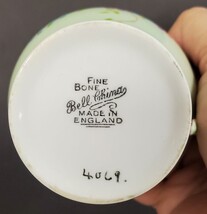 FINE
BONE
Bell China
MADE IN
ENGLAND
4069.